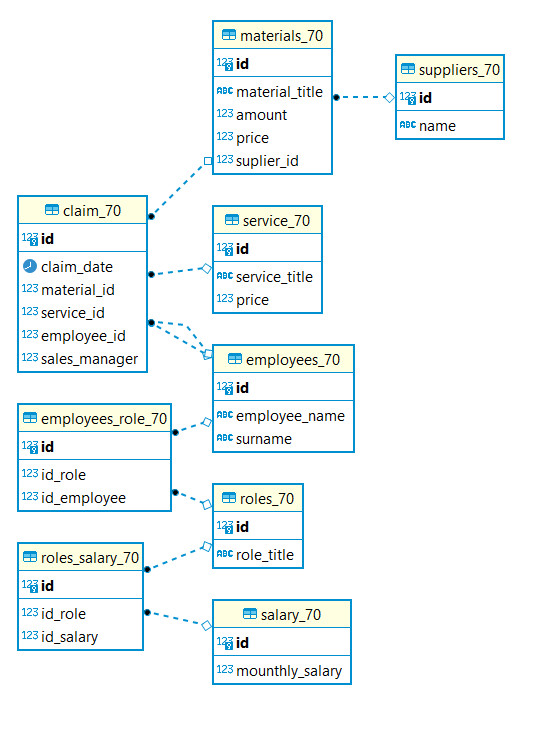 materials_70
123 id
ABC material_title
123 amount
123 price
123 suplier_id
suppliers_70
123 id
ABC name
claim_70
123 id
claim_date
123 material_id
123 service_id
123 employee_id
123 sales_manager
service_70
123 id
ABC service_title
123 price
employees_70
123 id
ABC employee_name
ABC surname
employees_role_70
123 id
123 id_role
123 id_employee
roles_70
123 id
ABC role_title
roles_salary_70
123 id
123 id_role
123 id_salary
salary_70
123 id
123 mounthly_salary